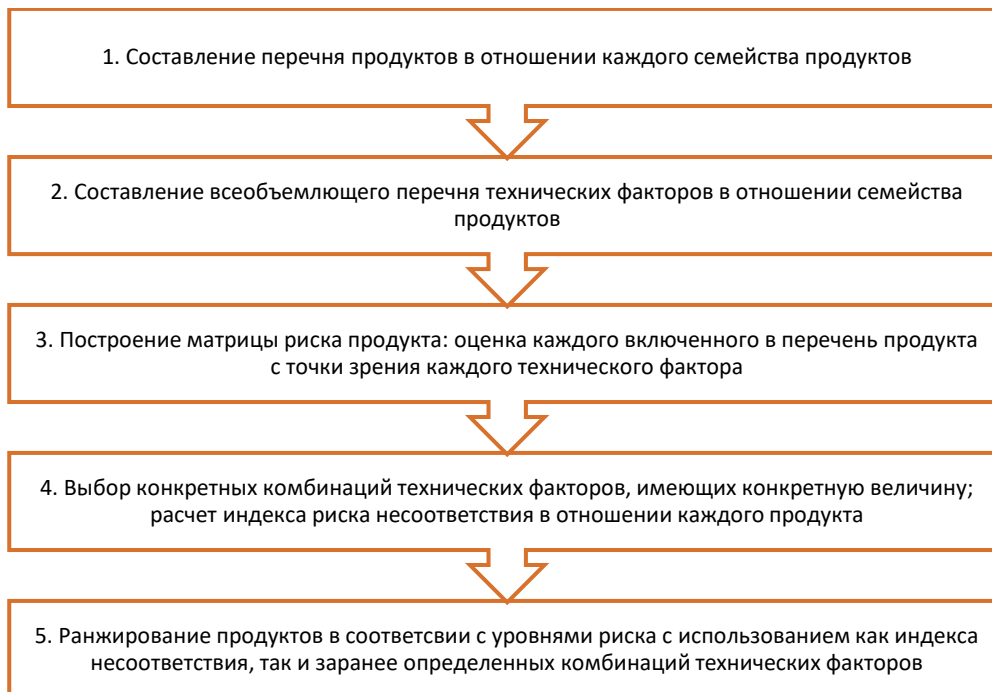 1. Составление перечня продуктов в отношении каждого семейства продуктов
2. Составление всеобъемлющего перечня технических факторов в отношении семейства
продуктов
3. Построение матрицы риска продукта: оценка каждого включенного в перечень продукта
с точки зрения каждого технического фактора
4. Выбор конкретных комбинаций технических факторов, имеющих конкретную величину;
расчет индекса риска несоответствия в отношении каждого продукта
5. Ранжирование продуктов в соответсвии с уровнями риска с использованием как индекса
несоответствия, так и заранее определенных комбинаций технических факторов